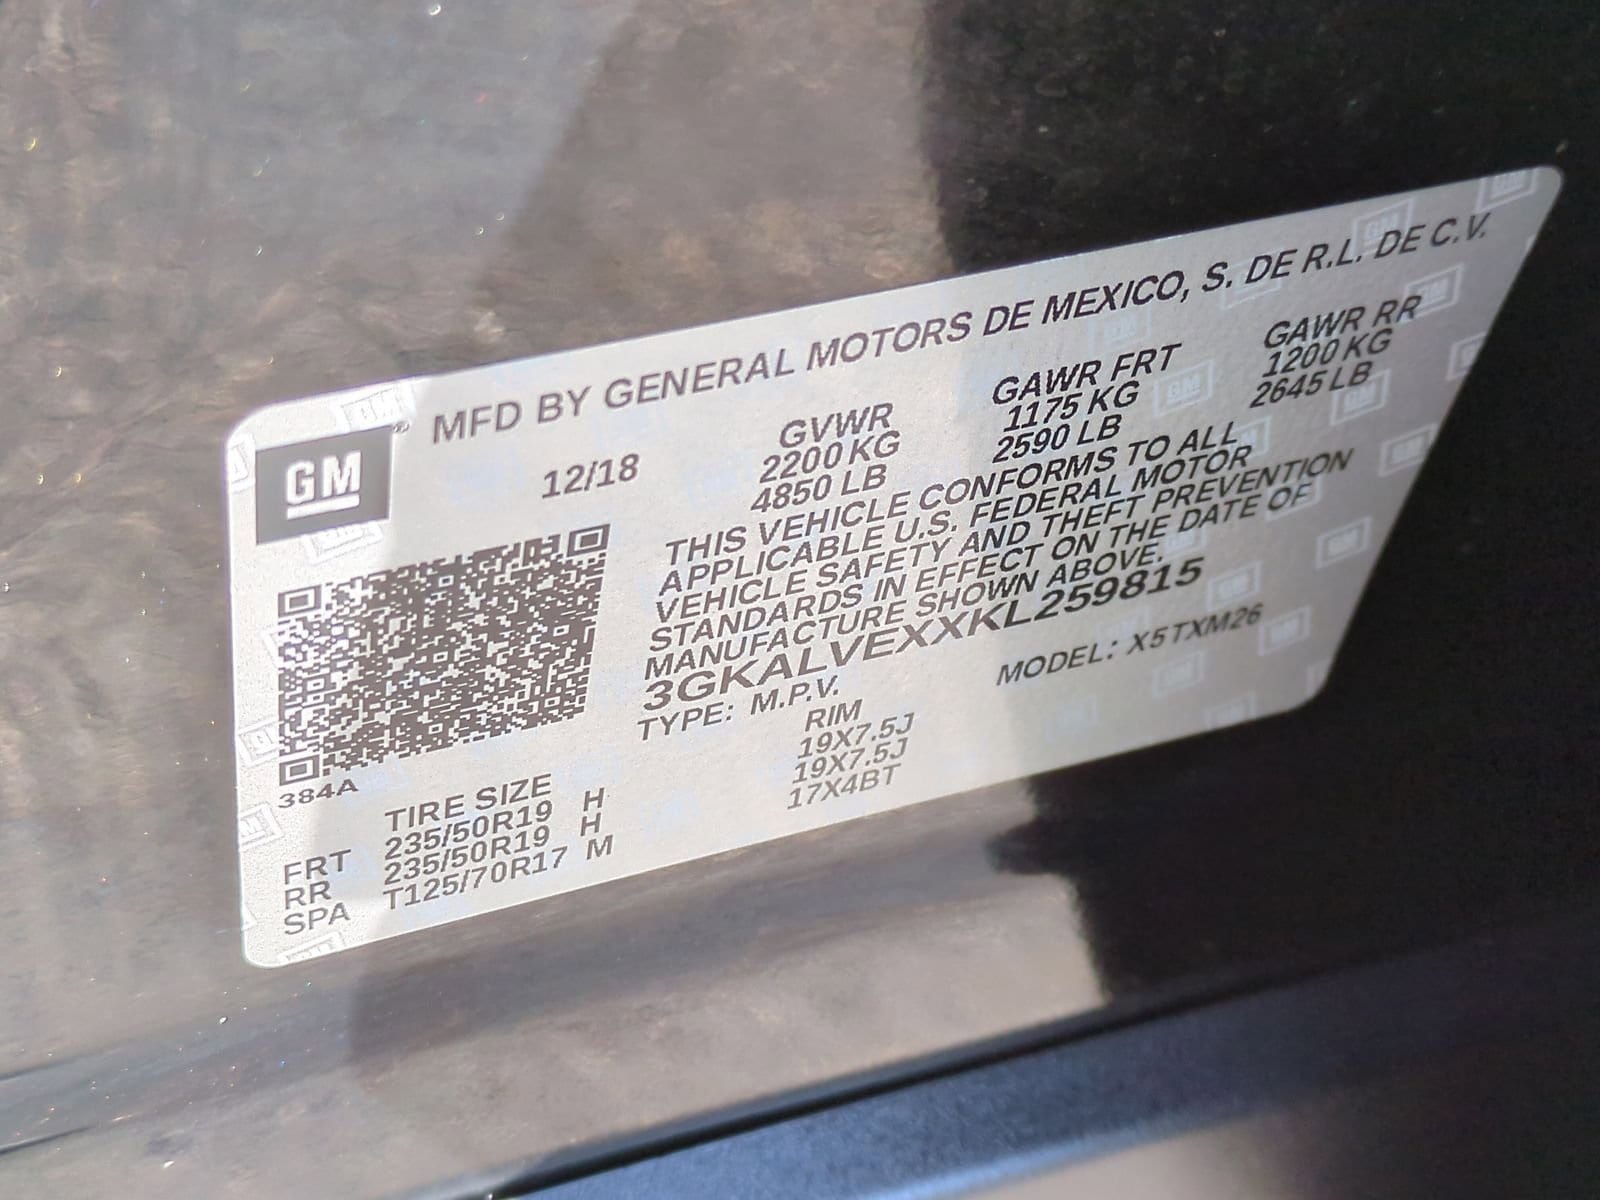 MFD BY GENERAL MOTORS DE MEXICO, S. DE R.L. DE C.V.
GM®
12/18
GVWR GAWR FRT GAWR RR
2200 KG 1175 KG 1200 KG
4850 LB 2590 LB 2645 LB
THIS VEHICLE CONFORMS TO ALL
APPLICABLE U.S. FEDERAL MOTOR
VEHICLE SAFETY AND THEFT PREVENTION
STANDARDS IN EFFECT ON THE DATE OF
MANUFACTURE SHOWN ABOVE.
3GKALVEXXKL259815
TYPE: M.P.V. MODEL: X5TXM26
384A
TIRE SIZE RIM
FRT 235/50R19 H 19X7.5J
RR 235/50R19 H 19X7.5J
SPA T125/70R17 M 17X4BT